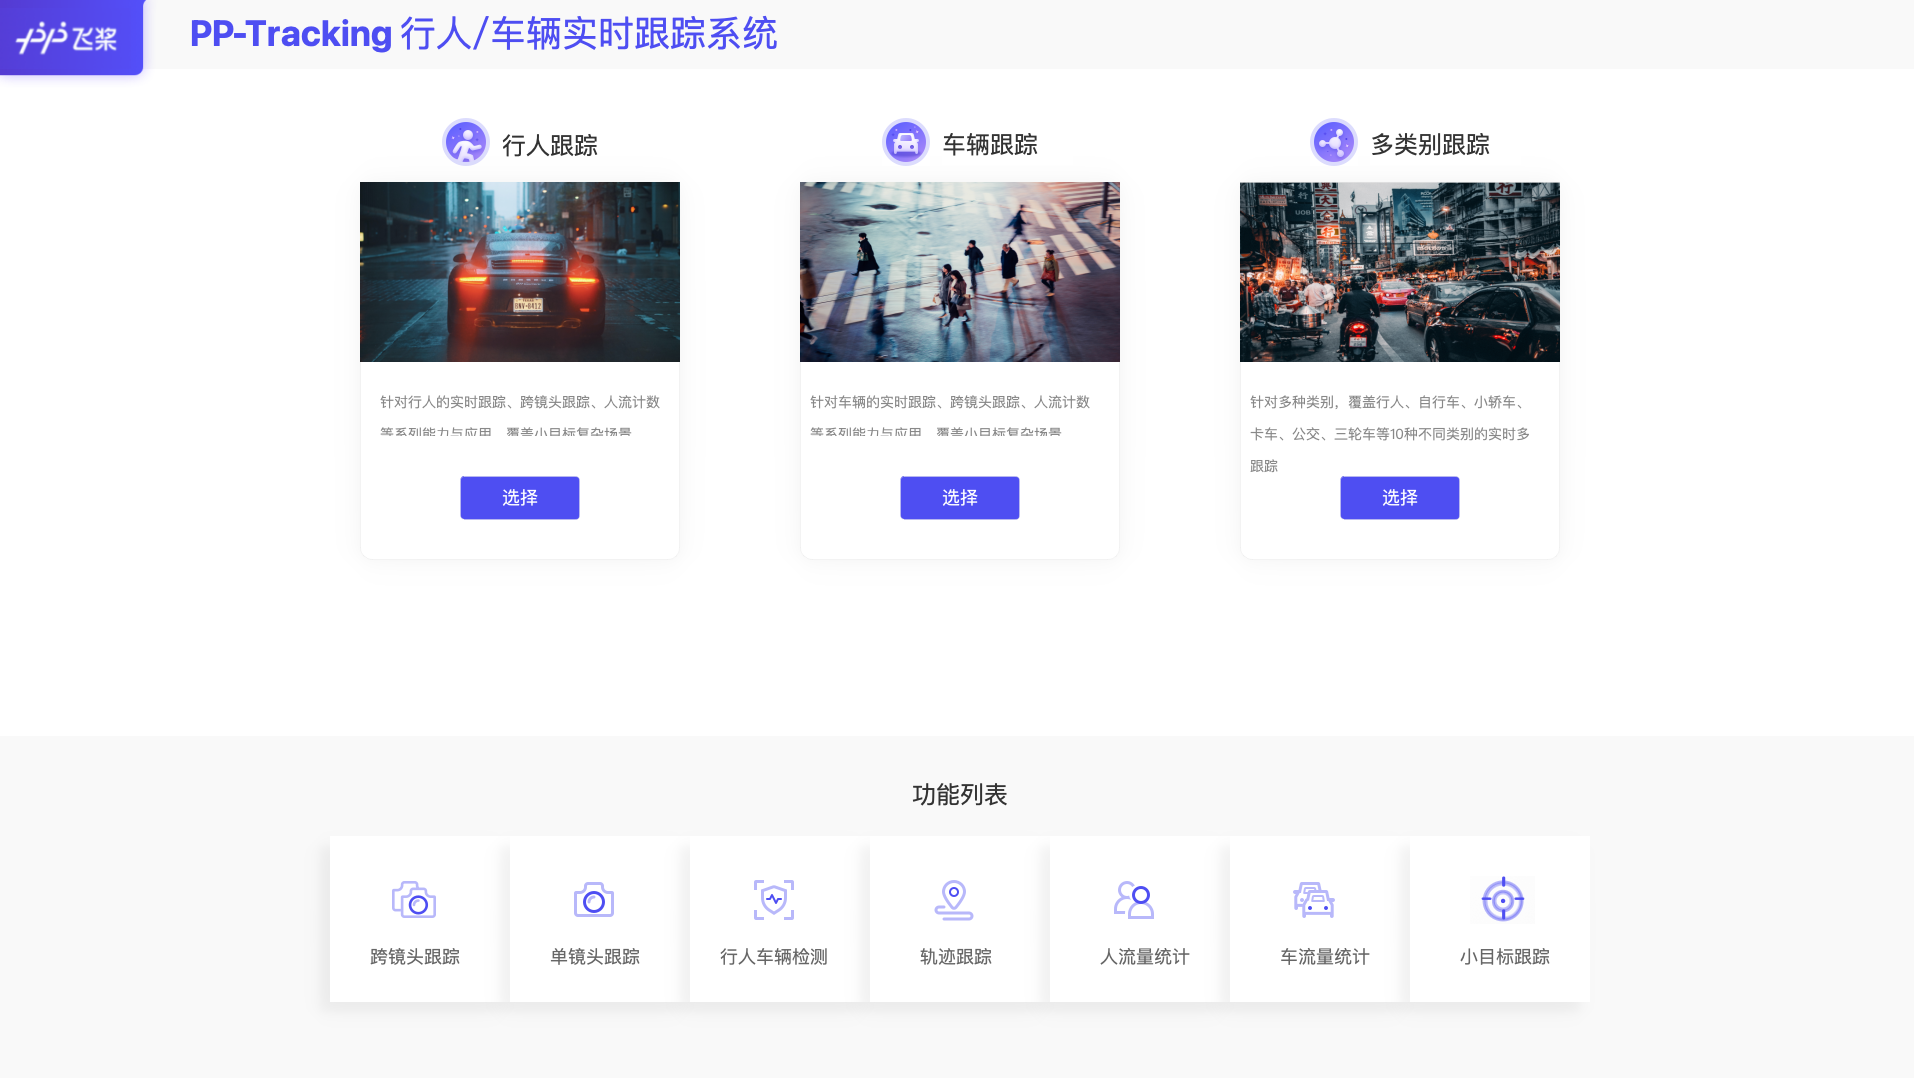 飞桨
PP-Tracking 行人/车辆实时跟踪系统
行人跟踪
车辆跟踪
多类别跟踪
针对行人的实时跟踪、跨镜头跟踪、人流计数
等系列能力与应用，覆盖小目标复杂场景
选择
针对车辆的实时跟踪、跨镜头跟踪、人流计数
等系列能力与应用，覆盖小目标复杂场景
选择
UOB
针对多种类别，覆盖行人、自行车、小轿车、
卡车、公交、三轮车等10种不同类别的实时多
跟踪
选择
功能列表
跨镜头跟踪
单镜头跟踪
行人车辆检测
轨迹跟踪
人流量统计
车流量统计
小目标跟踪